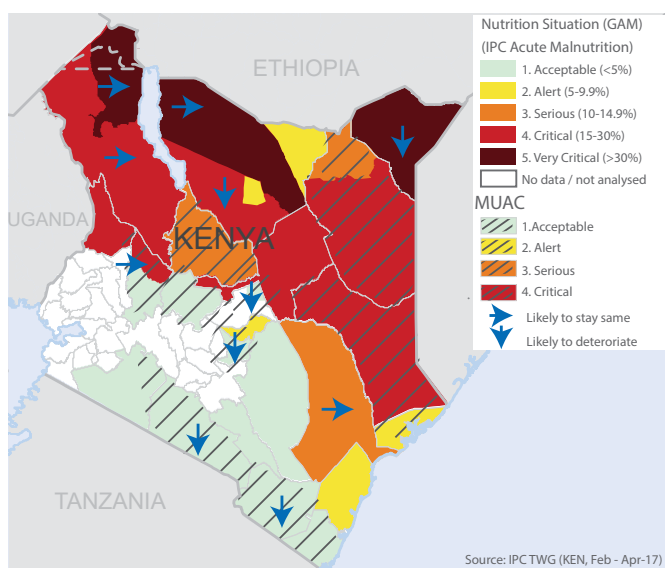 Nutrition Situation (GAM)
(IPC Acute Malnutrition)
1. Acceptable (<5%)
2. Alert (5-9.9%)
3. Serious (10-14.9%)
4. Critical (15-30%)
5. Very Critical (>30%)
No data / not analysed
MUAC
1.Acceptable
2. Alert
3. Serious
4. Critical
Likely to stay same
Likely to deteroriate
ETHIOPIA
UGANDA
KENYA
TANZANIA
Source: IPC TWG (KEN, Feb - Apr-17)